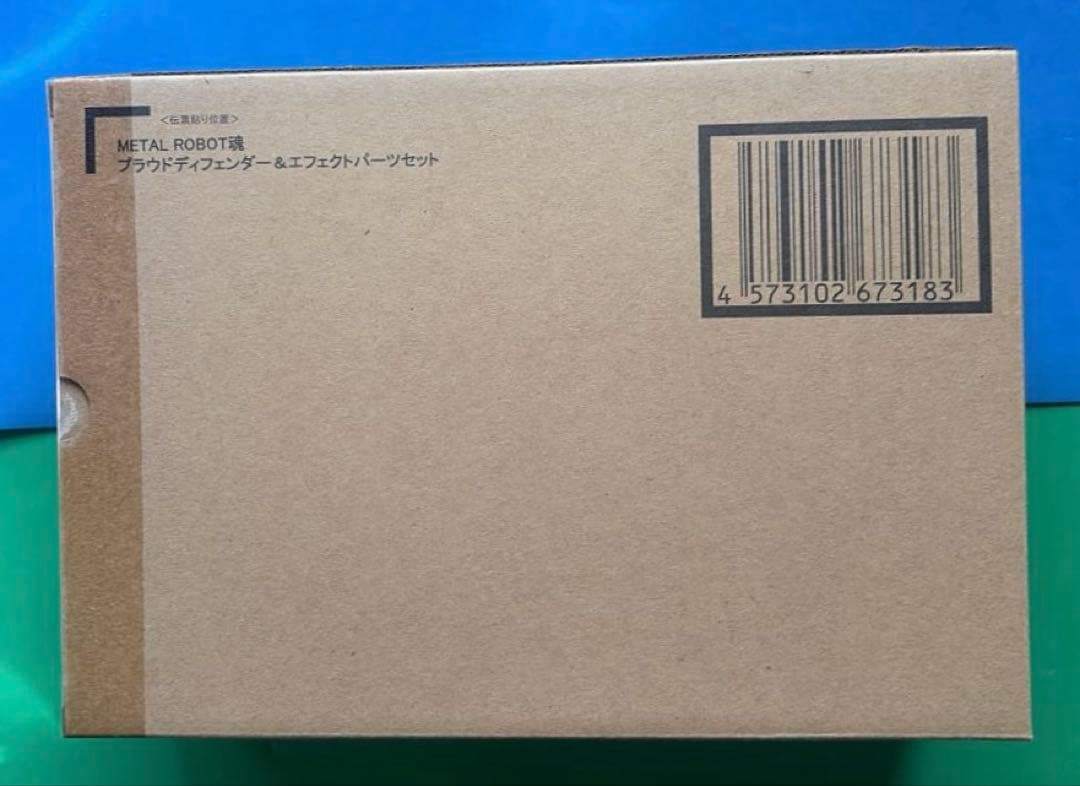 <伝票貼り位置>
METAL ROBOT魂
プラウドディフェンダー&エフェクトパーツセット
4 573102 673183